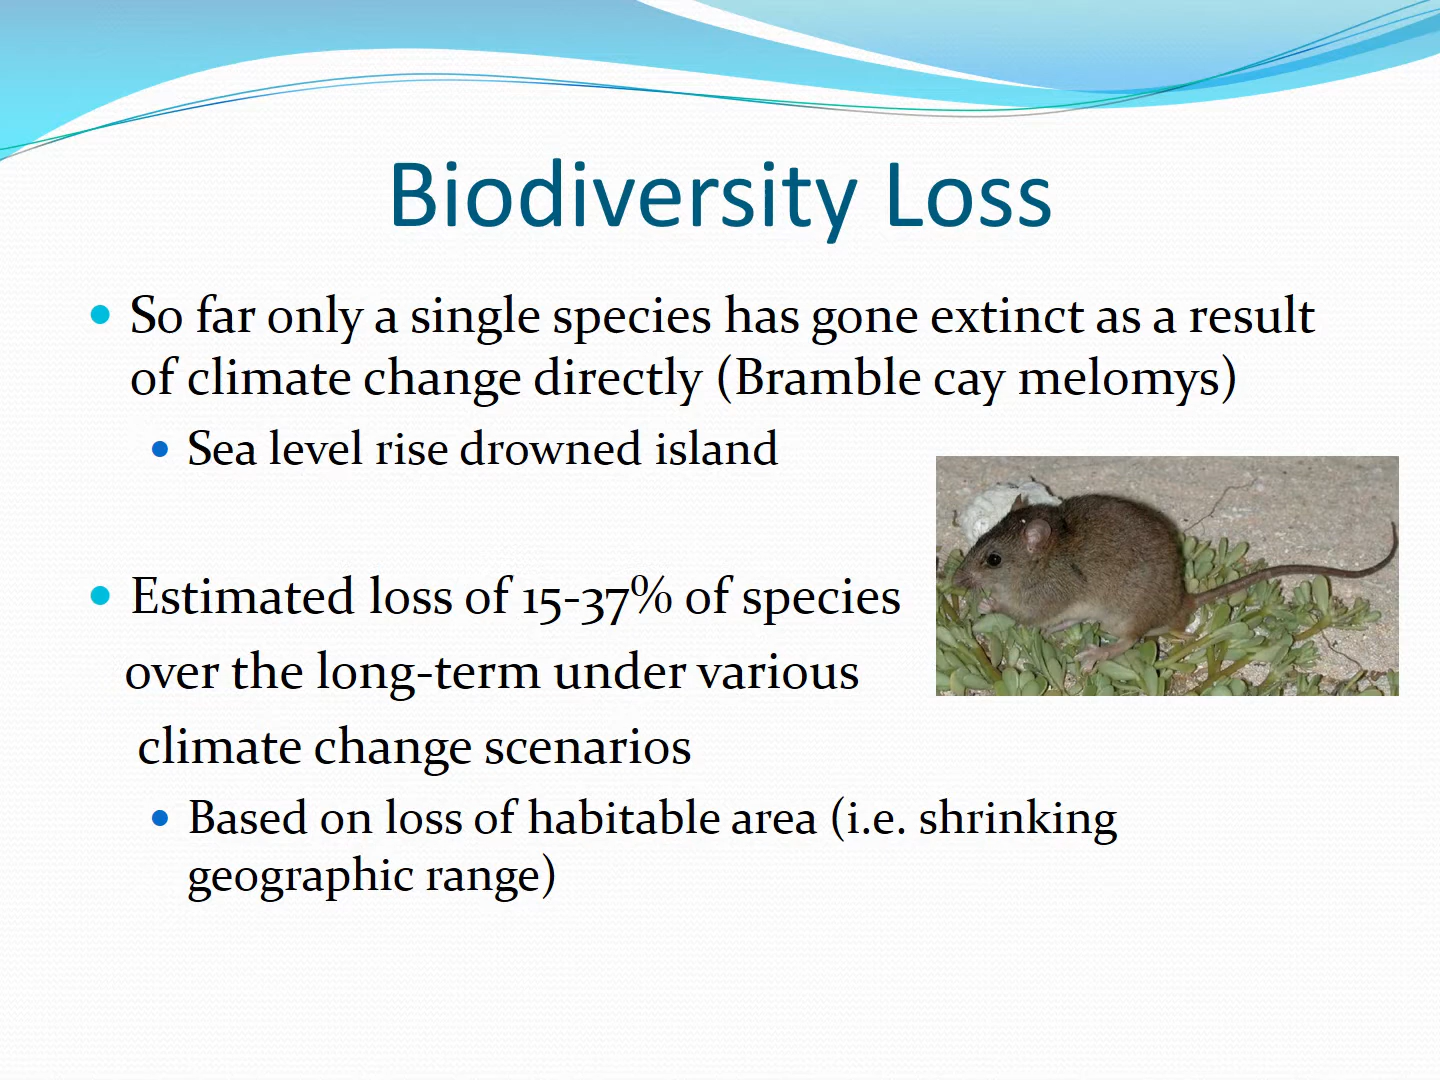 Biodiversity Loss
So far only a single species has gone extinct as a result
of climate change directly (Bramble cay melomys)
Sea level rise drowned island
Estimated loss of 15-37% of species
over the long-term under various
climate change scenarios
Based on loss of habitable area (i.e. shrinking
geographic range)